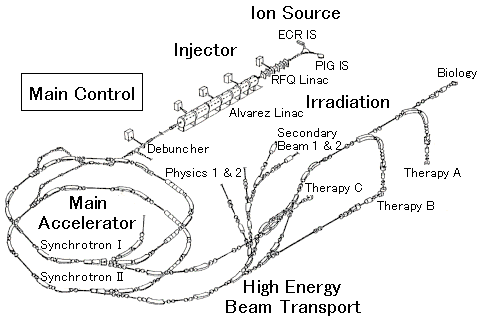 Ion Source
ECR IS
PIG IS
Injector
RFQ Linac
Biology
Main Control
Alvarez Linac
Irradiation
Debuncher
Secondary
Beam 1 & 2
Physics 1 & 2
Therapy A
Therapy C
Therapy B
Main
Accelerator
Synchrotron I
Synchrotron II
High Energy
Beam Transport